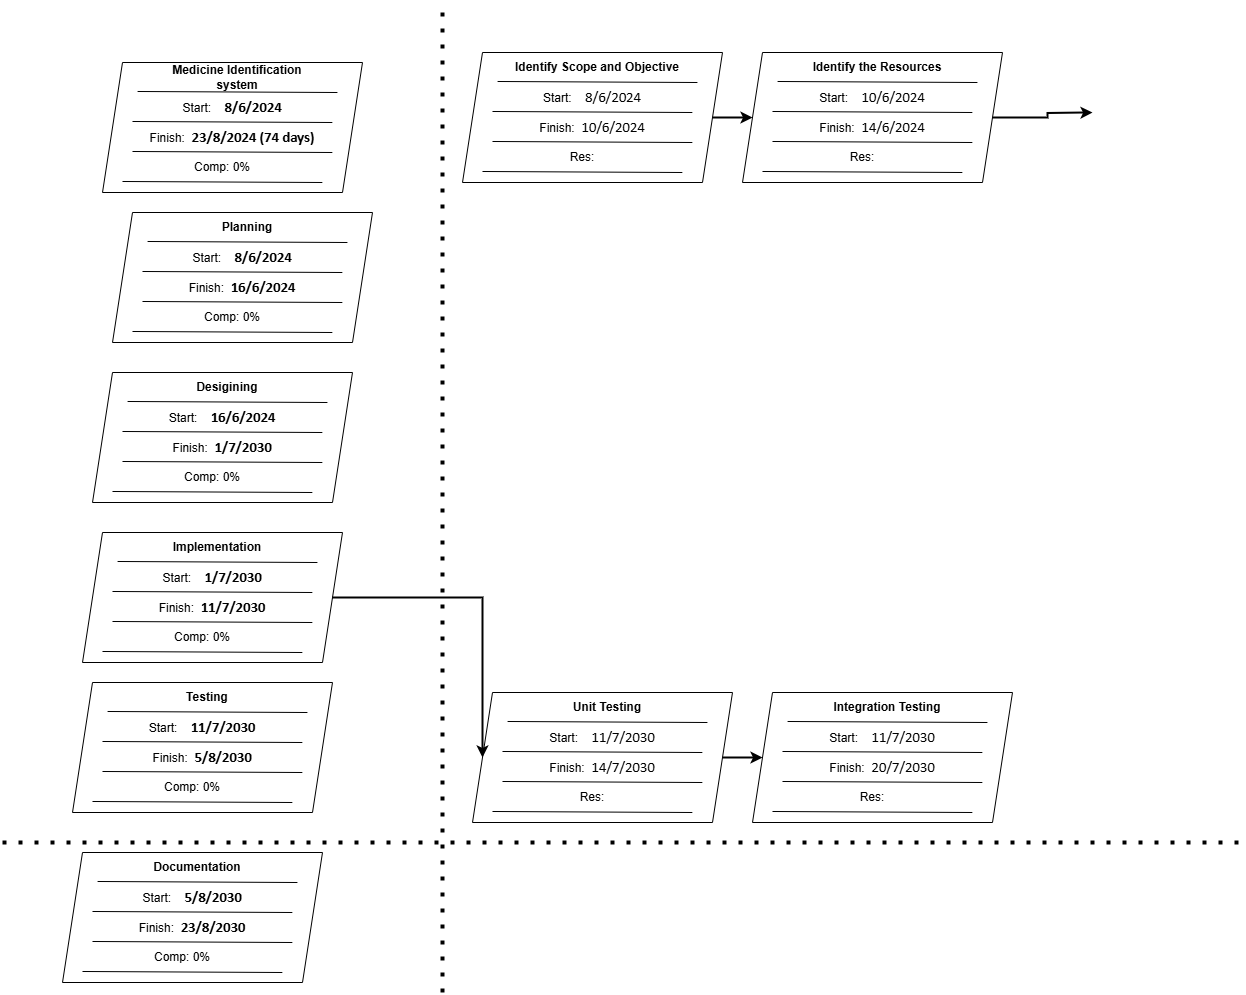 Medicine Identification
system
Start: 8/6/2024
Finish: 23/8/2024 (74 days)
Comp: 0%
Identify Scope and Objective
Start: 8/6/2024
Finish: 10/6/2024
Res:
Identify the Resources
Start: 10/6/2024
Finish: 14/6/2024
Res:
Planning
Start: 8/6/2024
Finish: 16/6/2024
Comp: 0%
Desigining
Start: 16/6/2024
Finish: 1/7/2030
Comp: 0%
Implementation
Start: 1/7/2030
Finish: 11/7/2030
Comp: 0%
Testing
Start: 11/7/2030
Finish: 5/8/2030
Comp: 0%
Unit Testing
Start: 11/7/2030
Finish: 14/7/2030
Res:
Integration Testing
Start: 11/7/2030
Finish: 20/7/2030
Res:
Documentation
Start: 5/8/2030
Finish: 23/8/2030
Comp: 0%